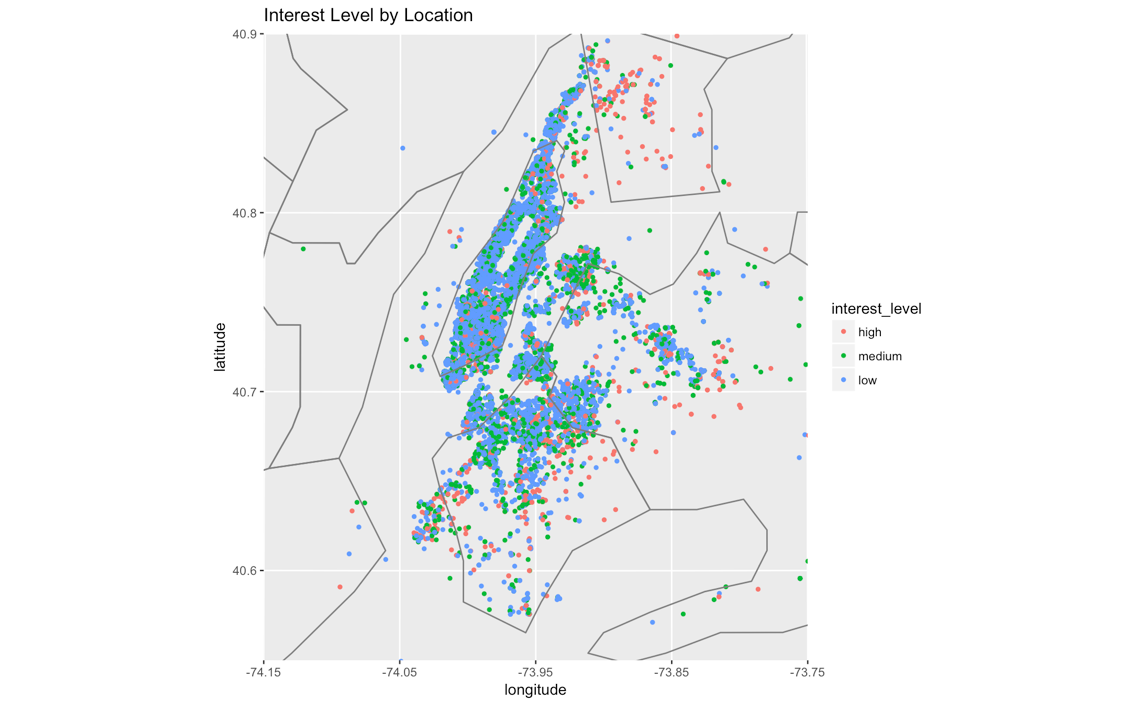 Interest Level by Location
latitude
40.9
40.8
40.7
40.6
-74.15
-74.05
-73.95
-73.85
-73.75
longitude
interest_level
high
medium
low